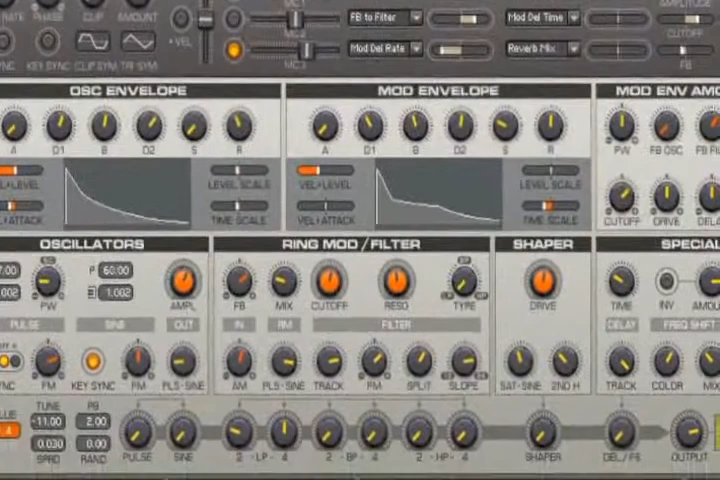 RATE PHASE CLIP AMOUNT MC1 FB to Filter Mod Del Time AMPLITUDE
VEL MC2 CUTOFF
KEY SYNC CLIP SYM TRI SYM MC3 Mod Del Rate Reverb Mix FB
OSC ENVELOPE MOD ENVELOPE MOD ENV AMO
A D1 B D2 S R A D1 B D2 S R PW FB OSC
LEVEL LEVEL SCALE VEL>LEVEL LEVEL SCALE
ATTACK TIME SCALE VEL>ATTACK TIME SCALE CUTOFF DRIVE
OSCILLATORS RING MOD / FILTER SHAPER SPECIAL
7.00 P 60.00
002 1.002
PW AMPL FB MIX CUTOFF RESO TYPE DRIVE TIME INV AMOU
PULSE SINE OUT IN RM FILTER DELAY FREQ SHIFT
YNC FM KEY SYNC FM PLS-SINE AM PLS-SINE TRACK FM SPLIT SLOPE SAT-SINE 2ND H TRACK COLOR MIX
TUNE PB
-11.00 2.00
0.030 0.00
SPRD RAND PULSE SINE 2 -LP- 4 2 -BP- 4 2 -HP- 4 SHAPER DEL/FS OUTPUT